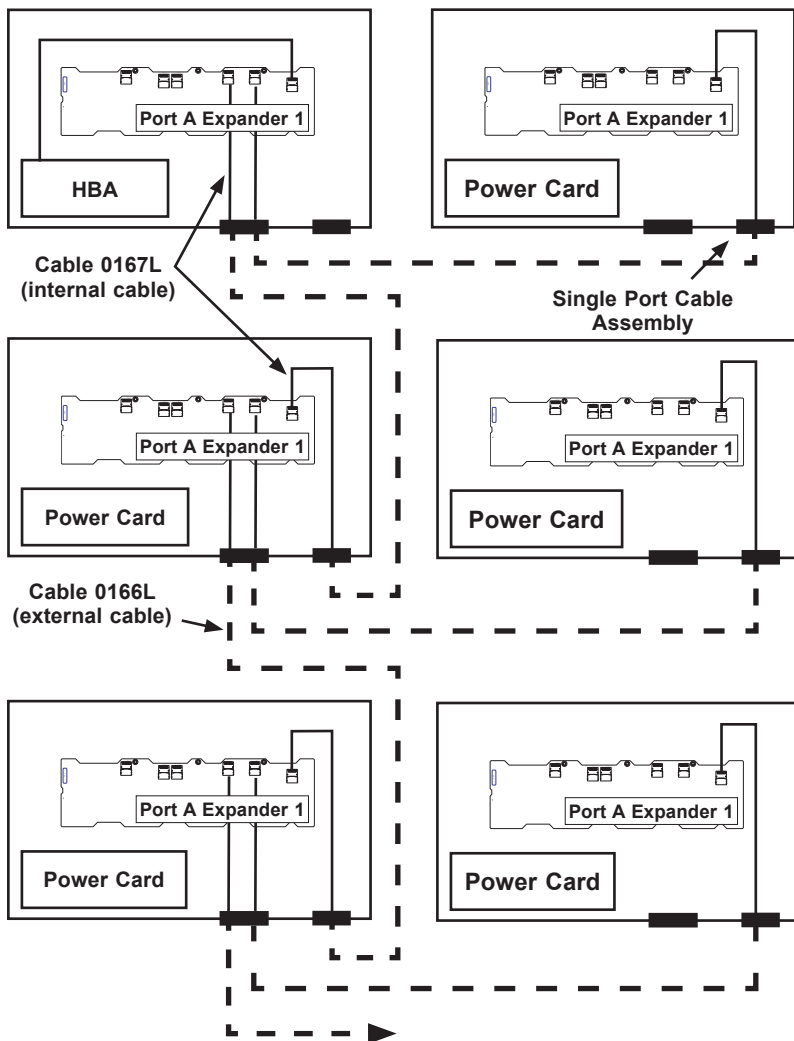 Port A Expander 1
HBA
Port A Expander 1
Power Card
Cable 0167L
(internal cable)
Single Port Cable
Assembly
Port A Expander 1
Power Card
Port A Expander 1
Power Card
Cable 0166L
(external cable)
Port A Expander 1
Power Card
Port A Expander 1
Power Card